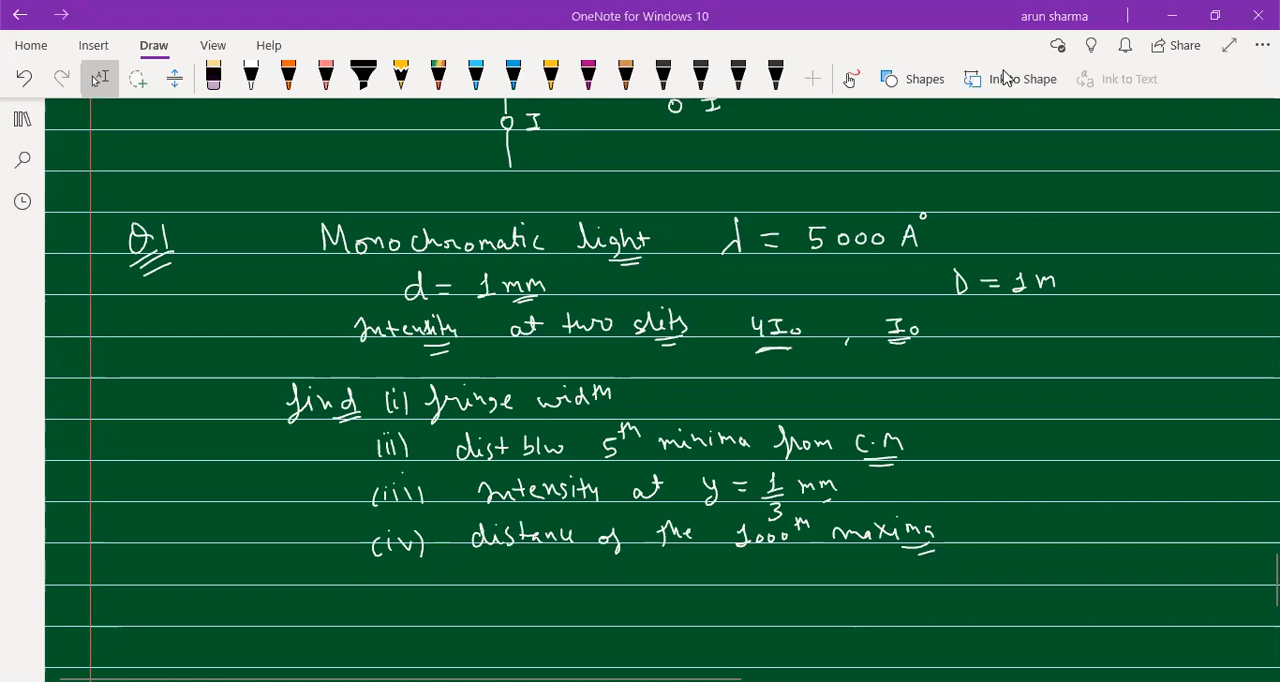 OneNote for Windows 10
arun sharma
Home Insert Draw View Help
Share
Shapes
Ink to Shape
Ink to Text
I
I
Q.1 Monochromatic light λ = 5000 A°
d = 1 mm D = 1 m
Intensity at two slits 4I₀ , I₀
find (i) fringe width
(ii) dist b/w 5th minima from C.M
(iii) Intensity at y = 1/3 mm
(iv) distance of the 1000th maxima